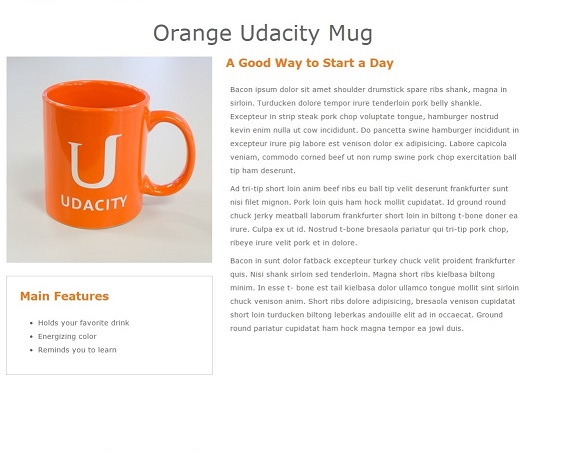 Orange Udacity Mug
U
UDACITY
Main Features
Holds your favorite drink
Energizing color
Reminds you to learn
A Good Way to Start a Day
Bacon ipsum dolor sit amet shoulder drumstick spare ribs shank, magna in
sirloin. Turducken dolore tempor irure tenderloin pork belly shankle.
Excepteur in strip steak pork chop voluptate tongue, hamburger nostrud
kevin enim nulla ut cow incididunt. Do pancetta swine hamburger incididunt in
excepteur irure pig labore est venison dolor ex adipisicing. Labore capicola
veniam, commodo corned beef ut non rump swine pork chop exercitation ball
tip ham deserunt.
Ad tri-tip short loin anim beef ribs eu ball tip velit deserunt frankfurter sunt
nisi filet mignon. Pork loin quis ham hock mollit cupidatat. Id ground round
chuck jerky meatball laborum frankfurter short loin in biltong t-bone doner ea
irure. Culpa ex ut id. Nostrud t-bone bresaola pariatur qui tri-tip pork chop,
ribeye irure velit pork et in dolore.
Bacon in sunt dolor fatback excepteur turkey chuck velit proident frankfurter
quis. Nisi shank sirloin sed tenderloin. Magna short ribs kielbasa biltong
minim. In esse t- bone est tail kielbasa dolor ullamco tongue mollit sint sirloin
chuck venison anim. Short ribs dolore adipisicing, bresaola venison cupidatat
short loin turducken biltong leberkas andouille elit ad in occaecat. Ground
round pariatur cupidatat ham hock magna tempor ea jowl duis.